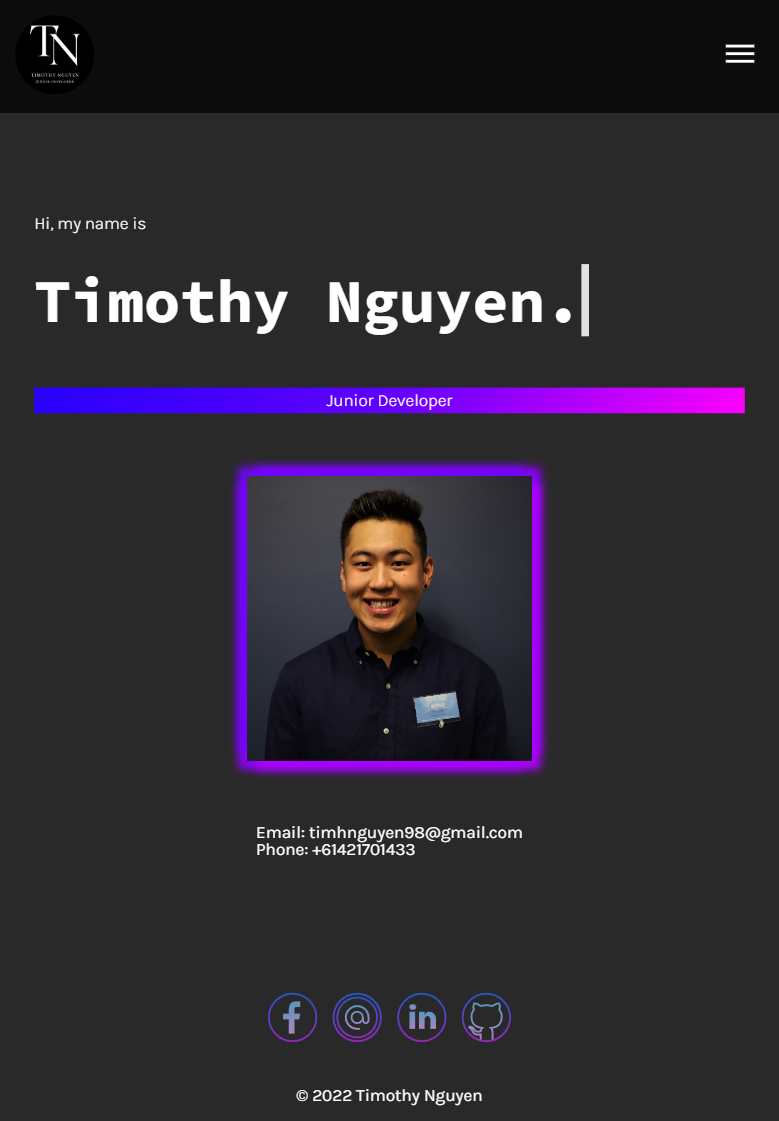 TN
TIMOTHY NGUYEN
JUNIOR DEVELOPER
Hi, my name is
Timothy Nguyen.
Junior Developer
Email: timhnguyen98@gmail.com
Phone: +61421701433
© 2022 Timothy Nguyen